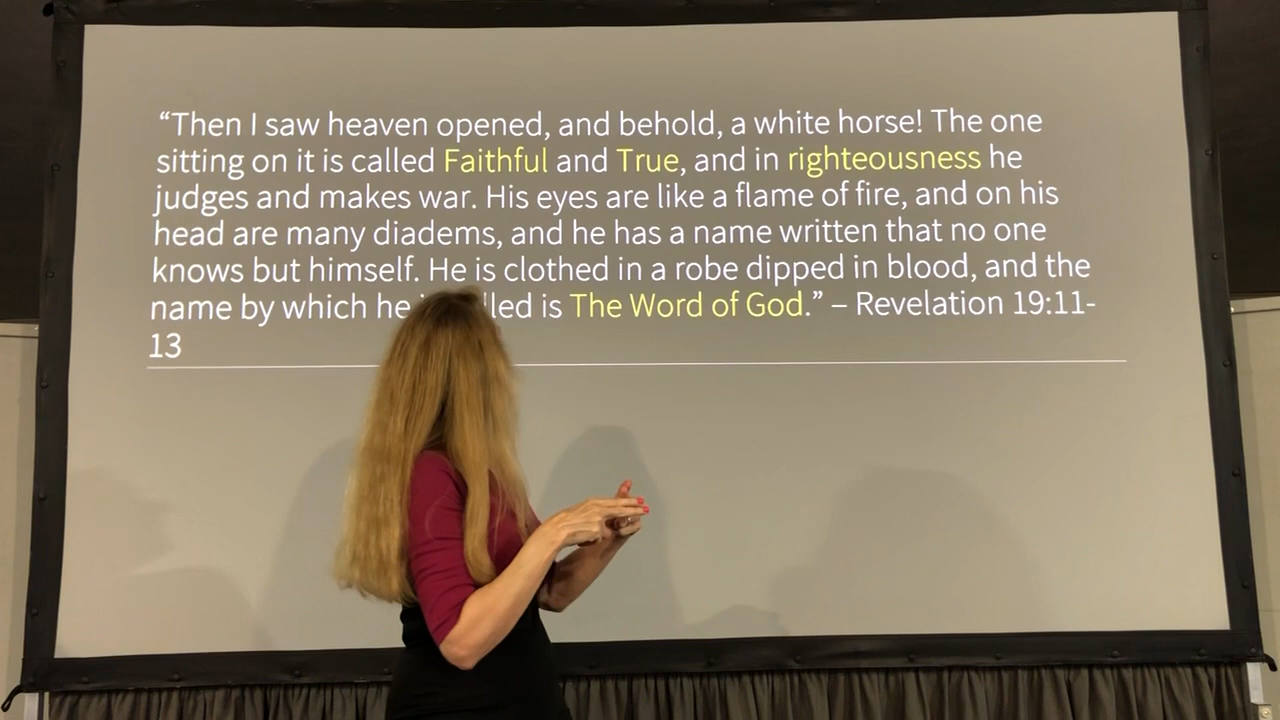 “Then I saw heaven opened, and behold, a white horse! The one
sitting on it is called Faithful and True, and in righteousness he
judges and makes war. His eyes are like a flame of fire, and on his
head are many diadems, and he has a name written that no one
knows but himself. He is clothed in a robe dipped in blood, and the
name by which he is The Word of God.” – Revelation 19:11-
13